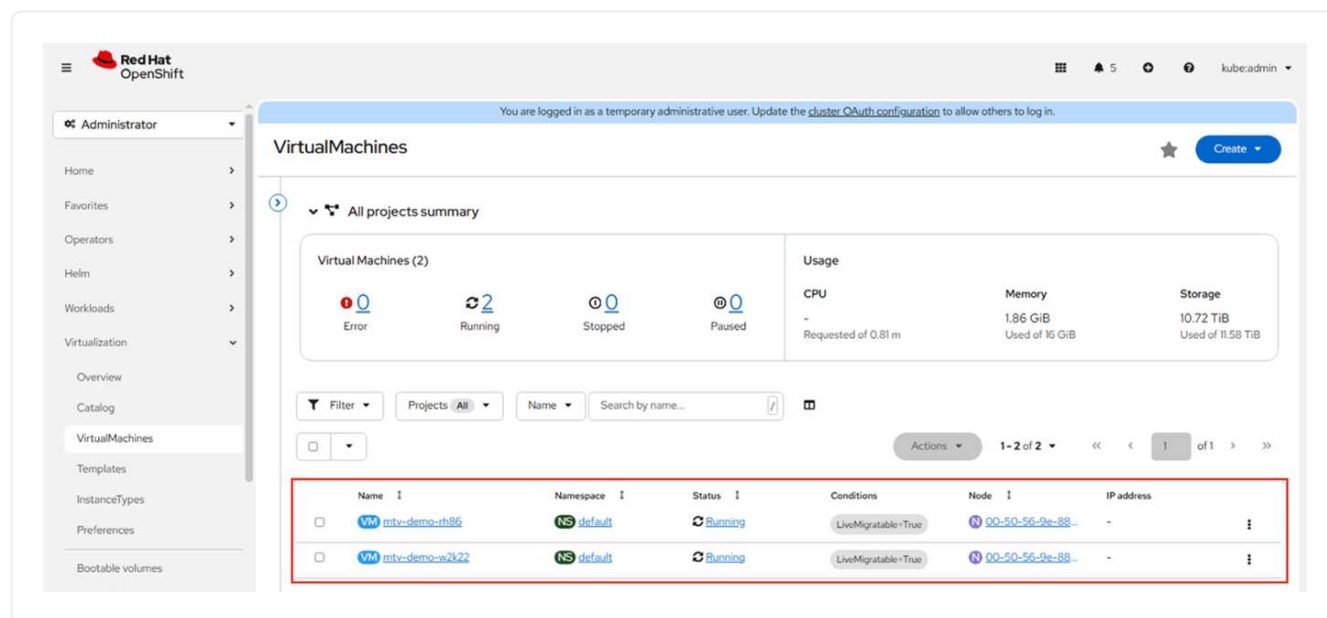 Red Hat
OpenShift
5
kube:admin
Administrator
You are logged in as a temporary administrative user. Update the cluster OAuth configuration to allow others to log in.
VirtualMachines
Create
Home
Favorites
Operators
Helm
Workloads
Virtualization
Overview
Catalog
VirtualMachines
Templates
InstanceTypes
Preferences
Bootable volumes
All projects summary
Virtual Machines (2)
0 2 0 0
Error Running Stopped Paused
Usage
CPU Memory Storage
- 1.86 GiB 10.72 TiB
Requested of 0.81 m Used of 16 GiB Used of 11.58 TiB
Filter Projects All Name Search by name... /
Actions 1 - 2 of 2 << < 1 of 1 > >>
Name Namespace Status Conditions Node IP address
VM mtv-demo-rh86 NS default Running LiveMigratable=True N 00-50-56-9e-88... -
VM mtv-demo-w2k22 NS default Running LiveMigratable=True N 00-50-56-9e-88... -